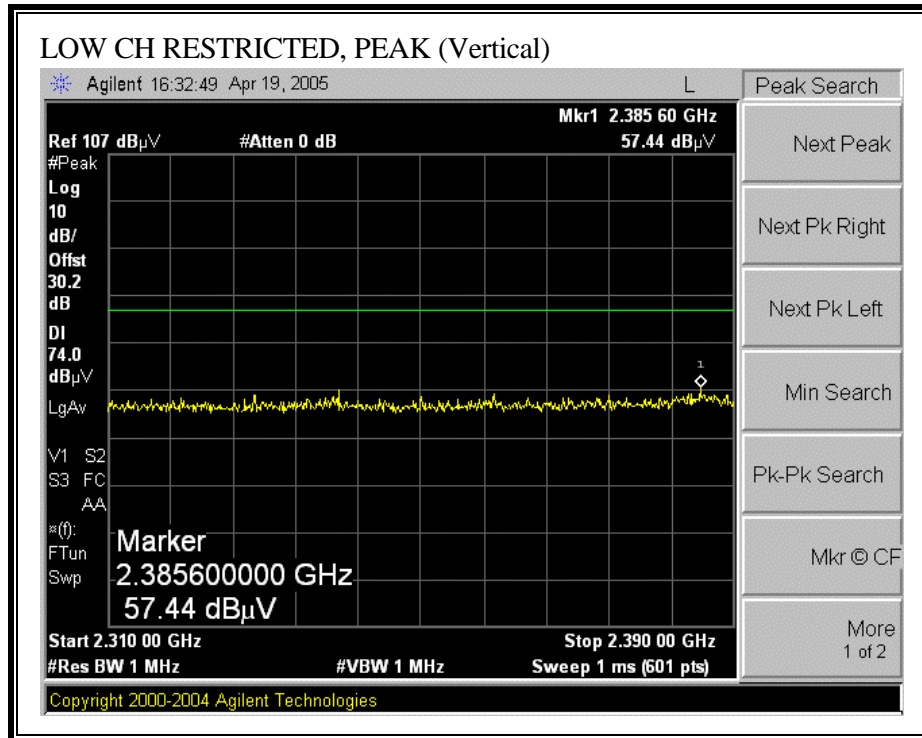 LOW CH RESTRICTED, PEAK (Vertical)
Agilent 16:32:49 Apr 19, 2005 L
Peak Search
Mkr1 2.385 60 GHz
Ref 107 dBμV #Atten 0 dB 57.44 dBμV
#Peak
Log
10
dB/
Offst
30.2
dB
DI
74.0
dBμV
LgAv
1
V1 S2
S3 FC
AA
¤(f):
FTun
Swp
Marker
2.385600000 GHz
57.44 dBμV
Start 2.310 00 GHz Stop 2.390 00 GHz
#Res BW 1 MHz #VBW 1 MHz Sweep 1 ms (601 pts)
Next Peak
Next Pk Right
Next Pk Left
Min Search
Pk-Pk Search
Mkr © CF
More
1 of 2
Copyright 2000-2004 Agilent Technologies